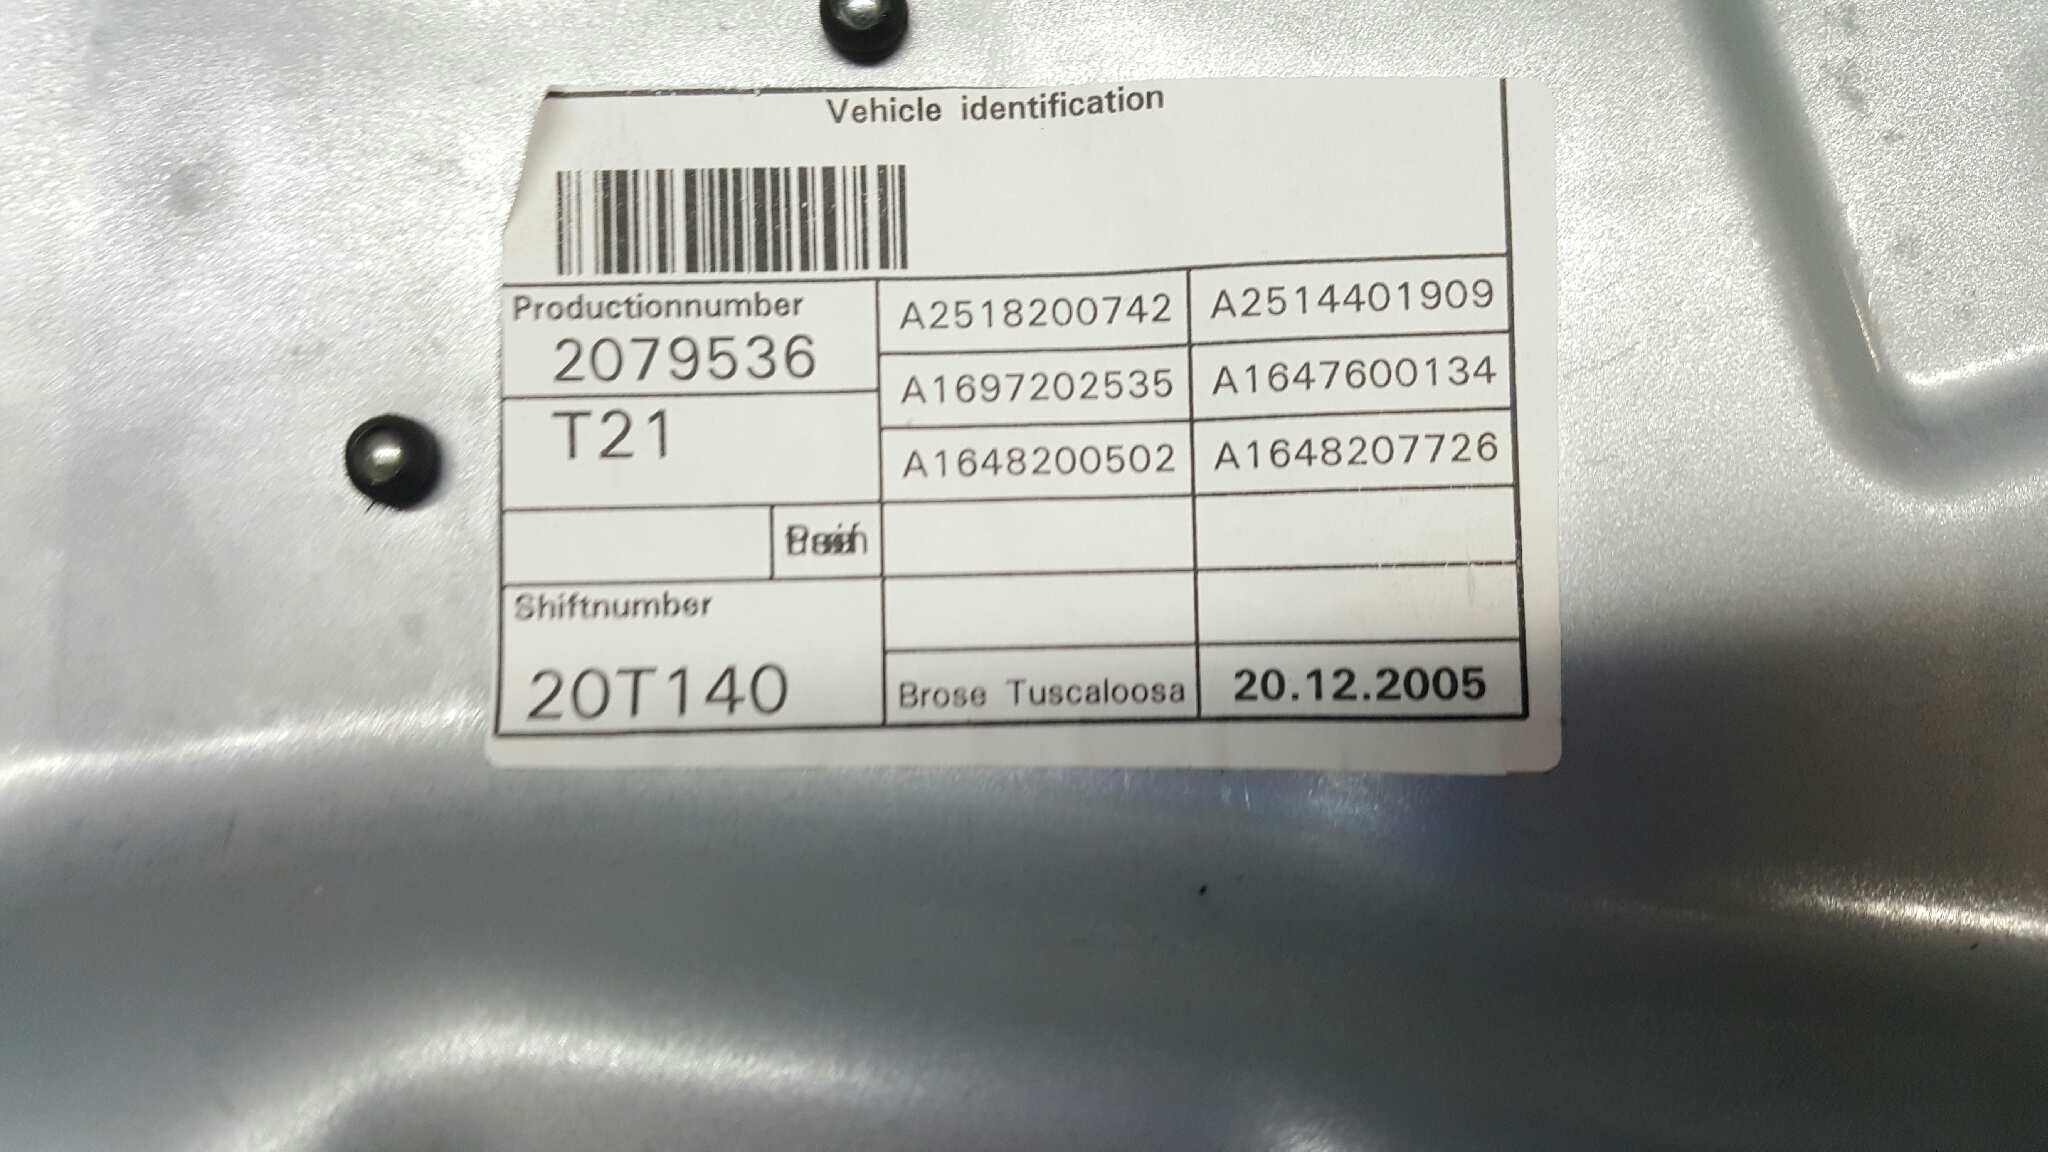 Vehicle identification
Productionnumber
2079536
A2518200742 A2514401909
A1697202535 A1647600134
T21
A1648200502 A1648207726
Shiftnumber
20T140
Brose Tuscaloosa 20.12.2005